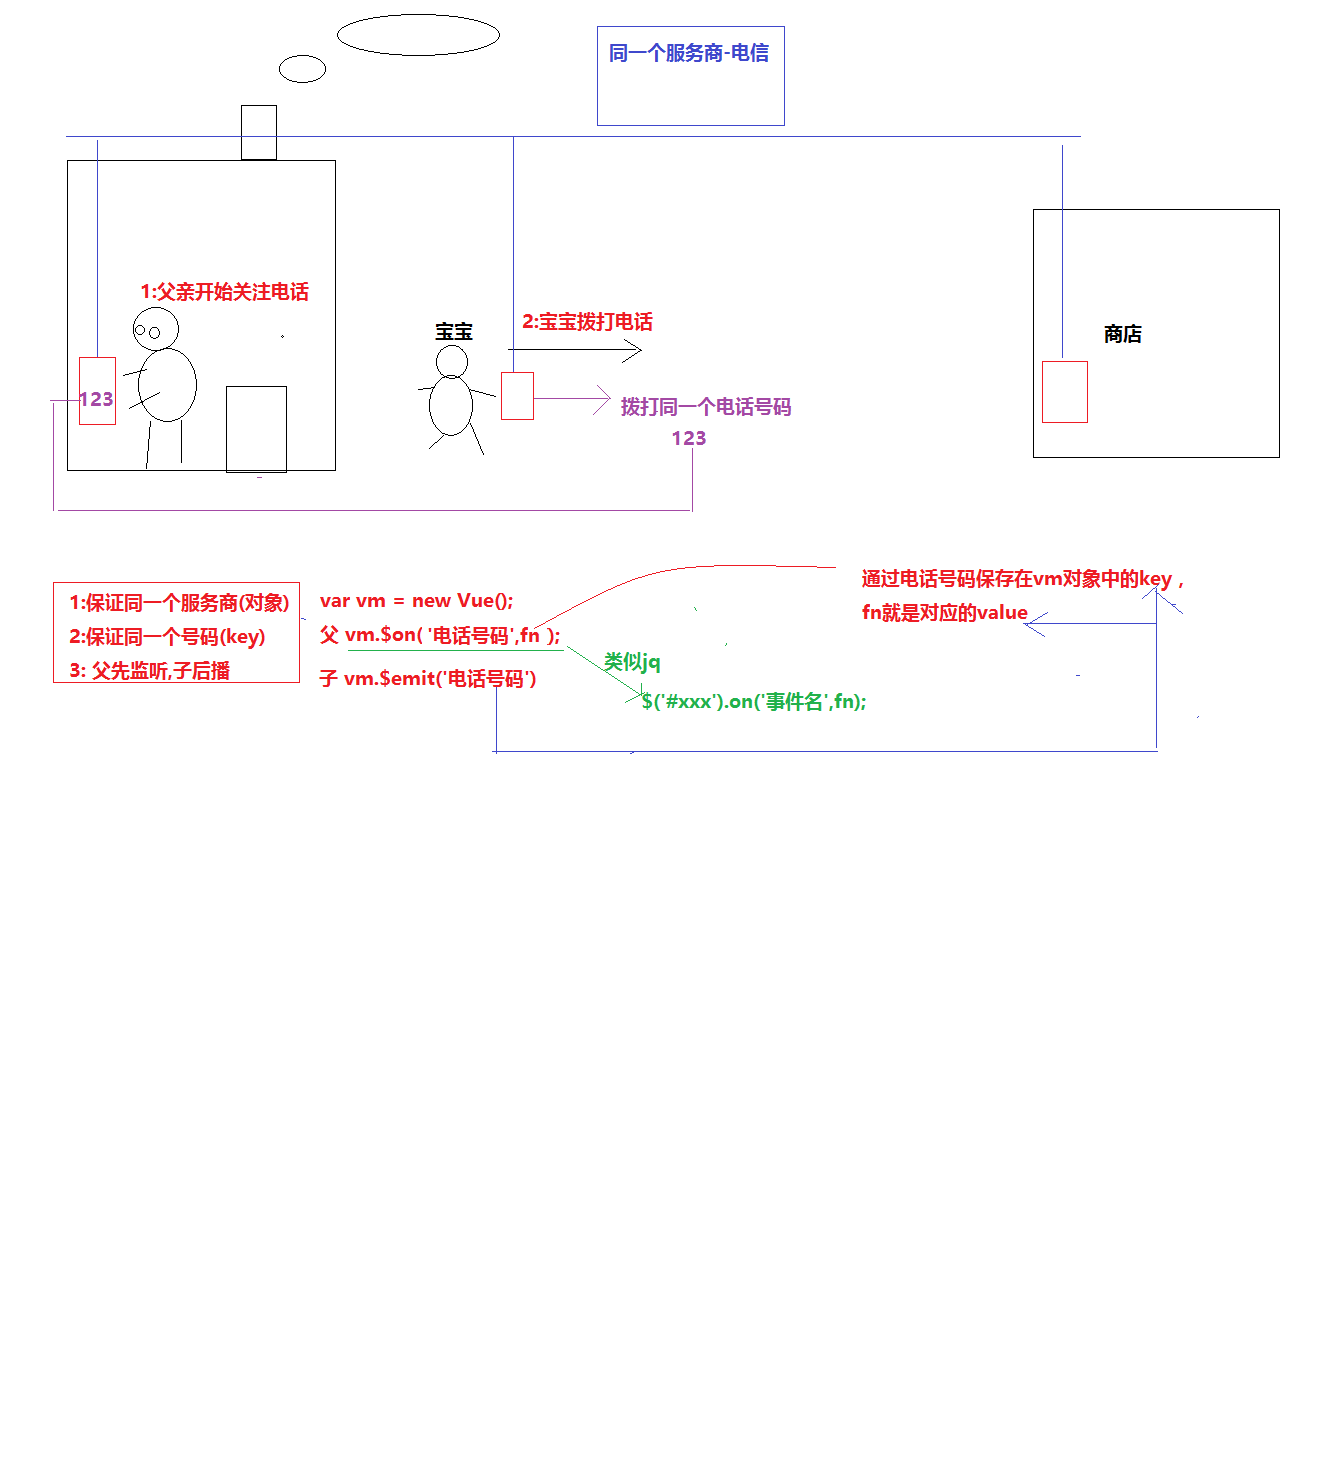 同一个服务商-电信
1:父亲开始关注电话
宝宝
2:宝宝拨打电话
商店
123
拨打同一个电话号码
123
1:保证同一个服务商(对象)
2:保证同一个号码(key)
3: 父先监听,子后播
var vm = new Vue();
父 vm.$on( '电话号码',fn );
子 vm.$emit('电话号码')
类似jq
$('#xxx').on('事件名',fn);
通过电话号码保存在vm对象中的key ,
fn就是对应的value